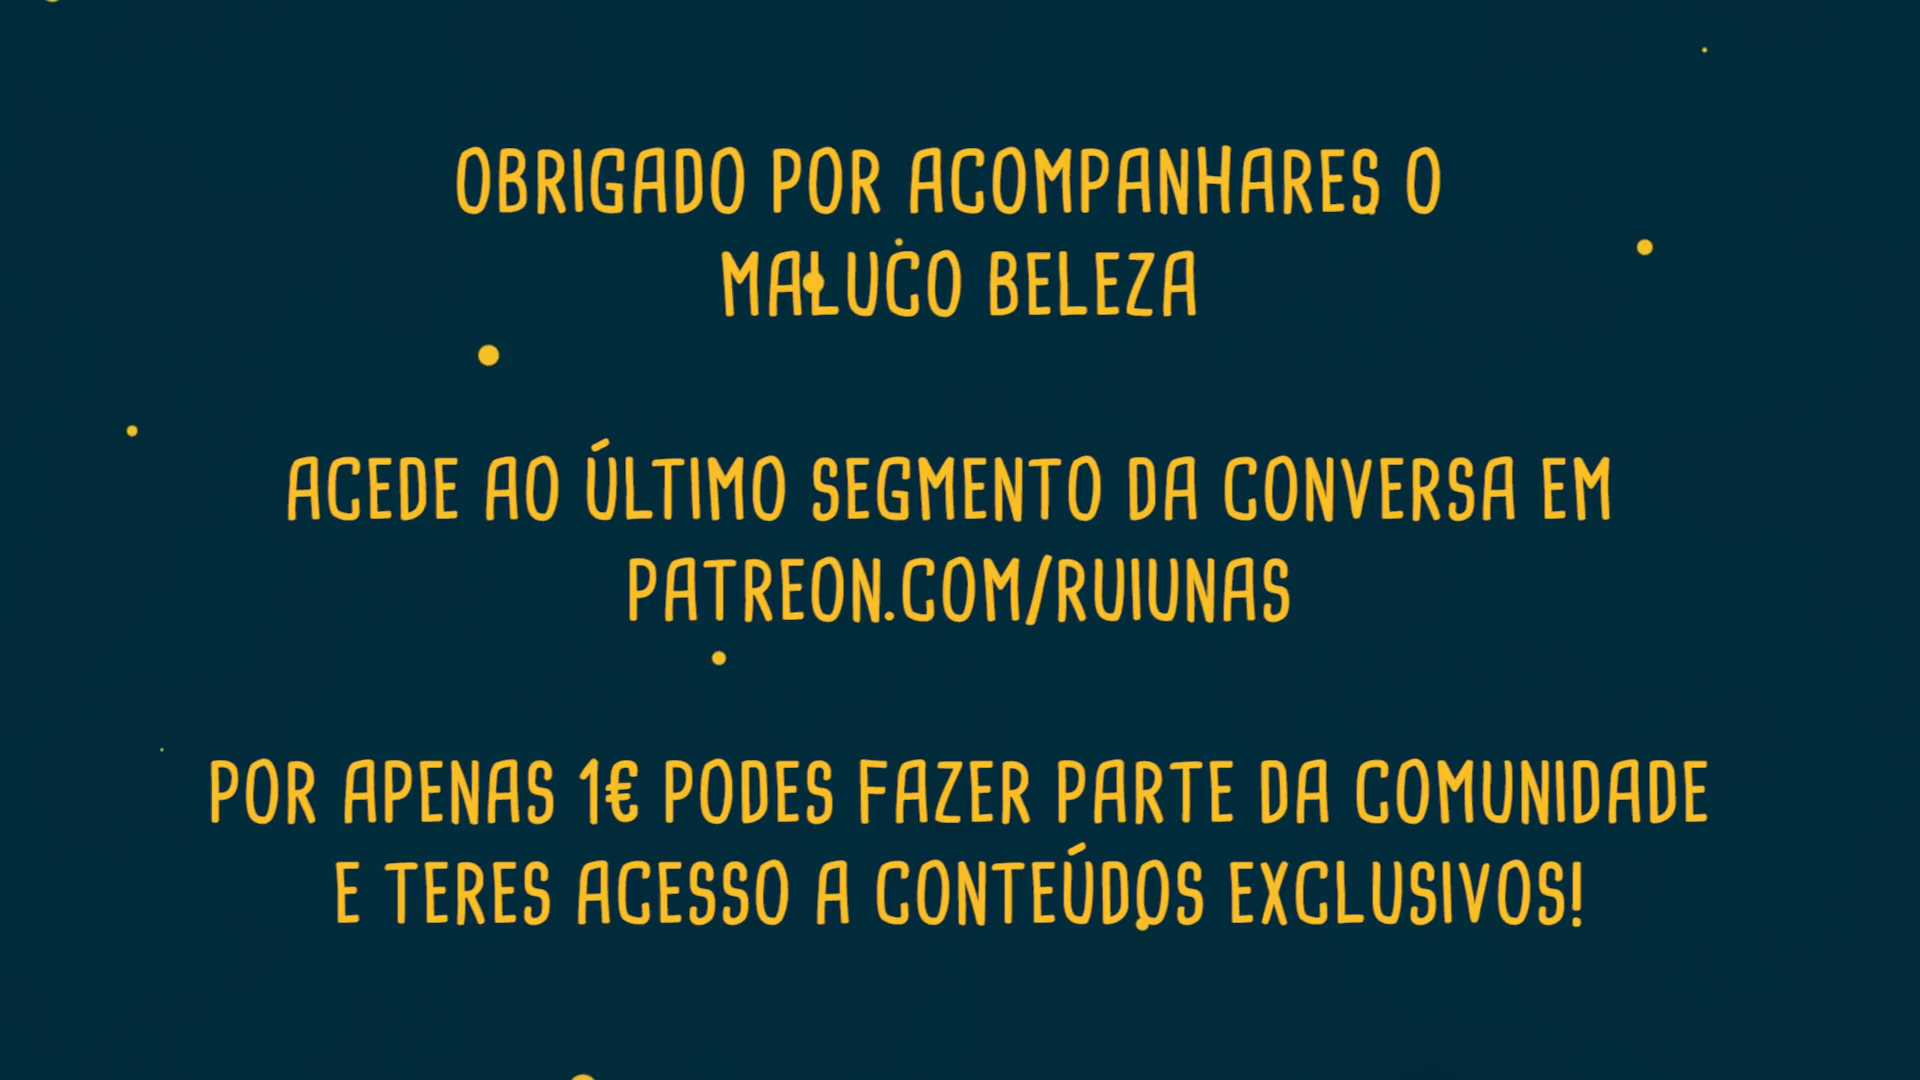 OBRIGADO POR ACOMPANHARES O
MALUCO BELEZA
ACEDE AO ÚLTIMO SEGMENTO DA CONVERSA EM
PATREON.COM/RUIUNAS
POR APENAS 1€ PODES FAZER PARTE DA COMUNIDADE
E TERES ACESSO A CONTEÚDOS EXCLUSIVOS!